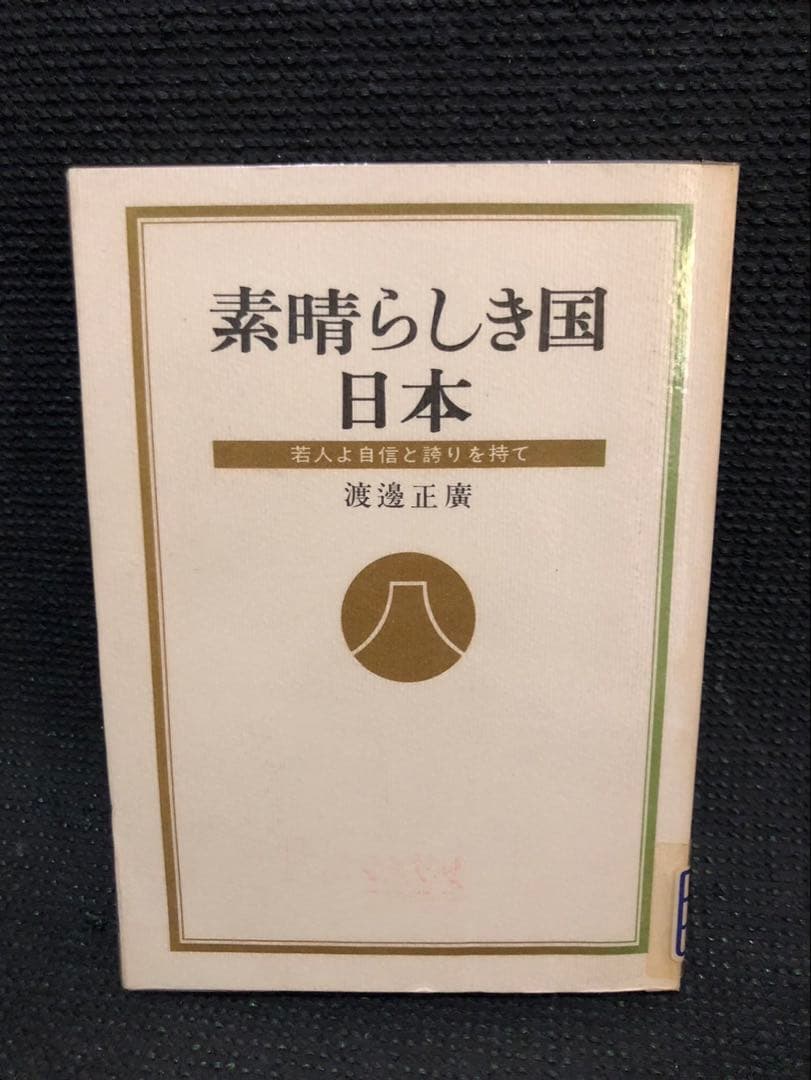 素晴らしき国
日本
若人よ自信と誇りを持て
渡邊正廣